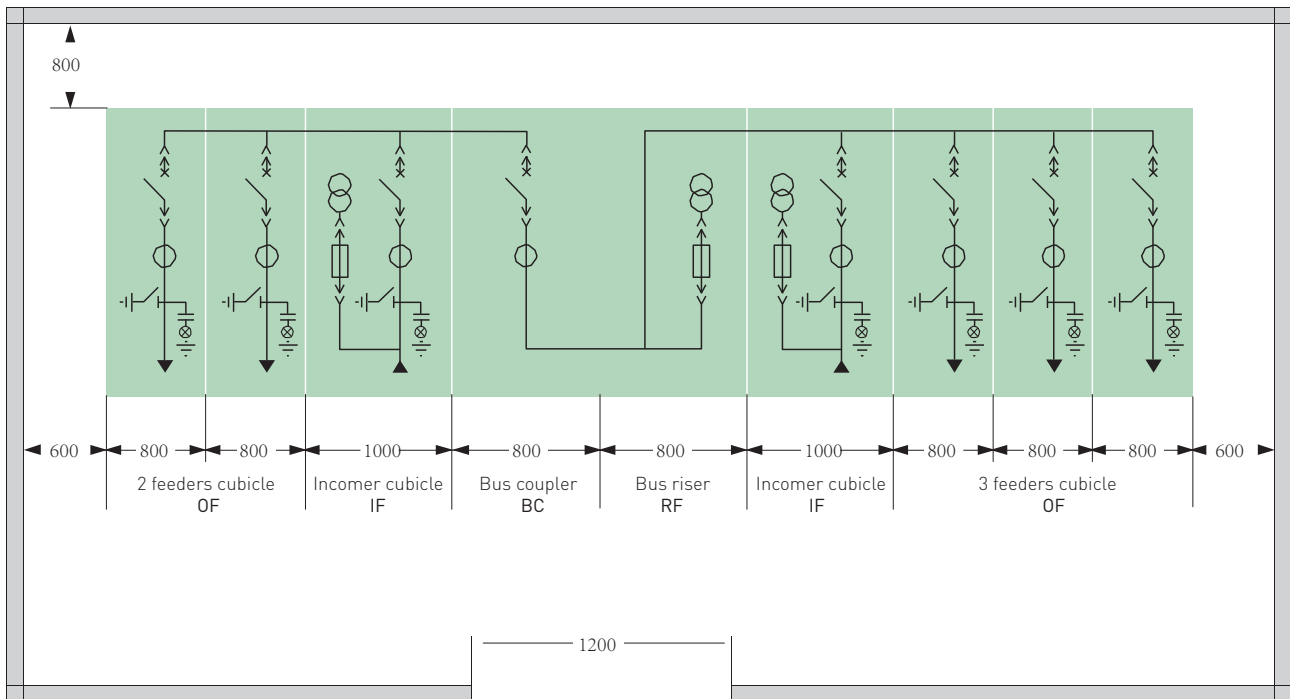 800
600 800 800 1000 800 800 1000 800 800 800 600
2 feeders cubicle Incomer cubicle Bus coupler Bus riser Incomer cubicle 3 feeders cubicle
OF IF BC RF IF OF
1200